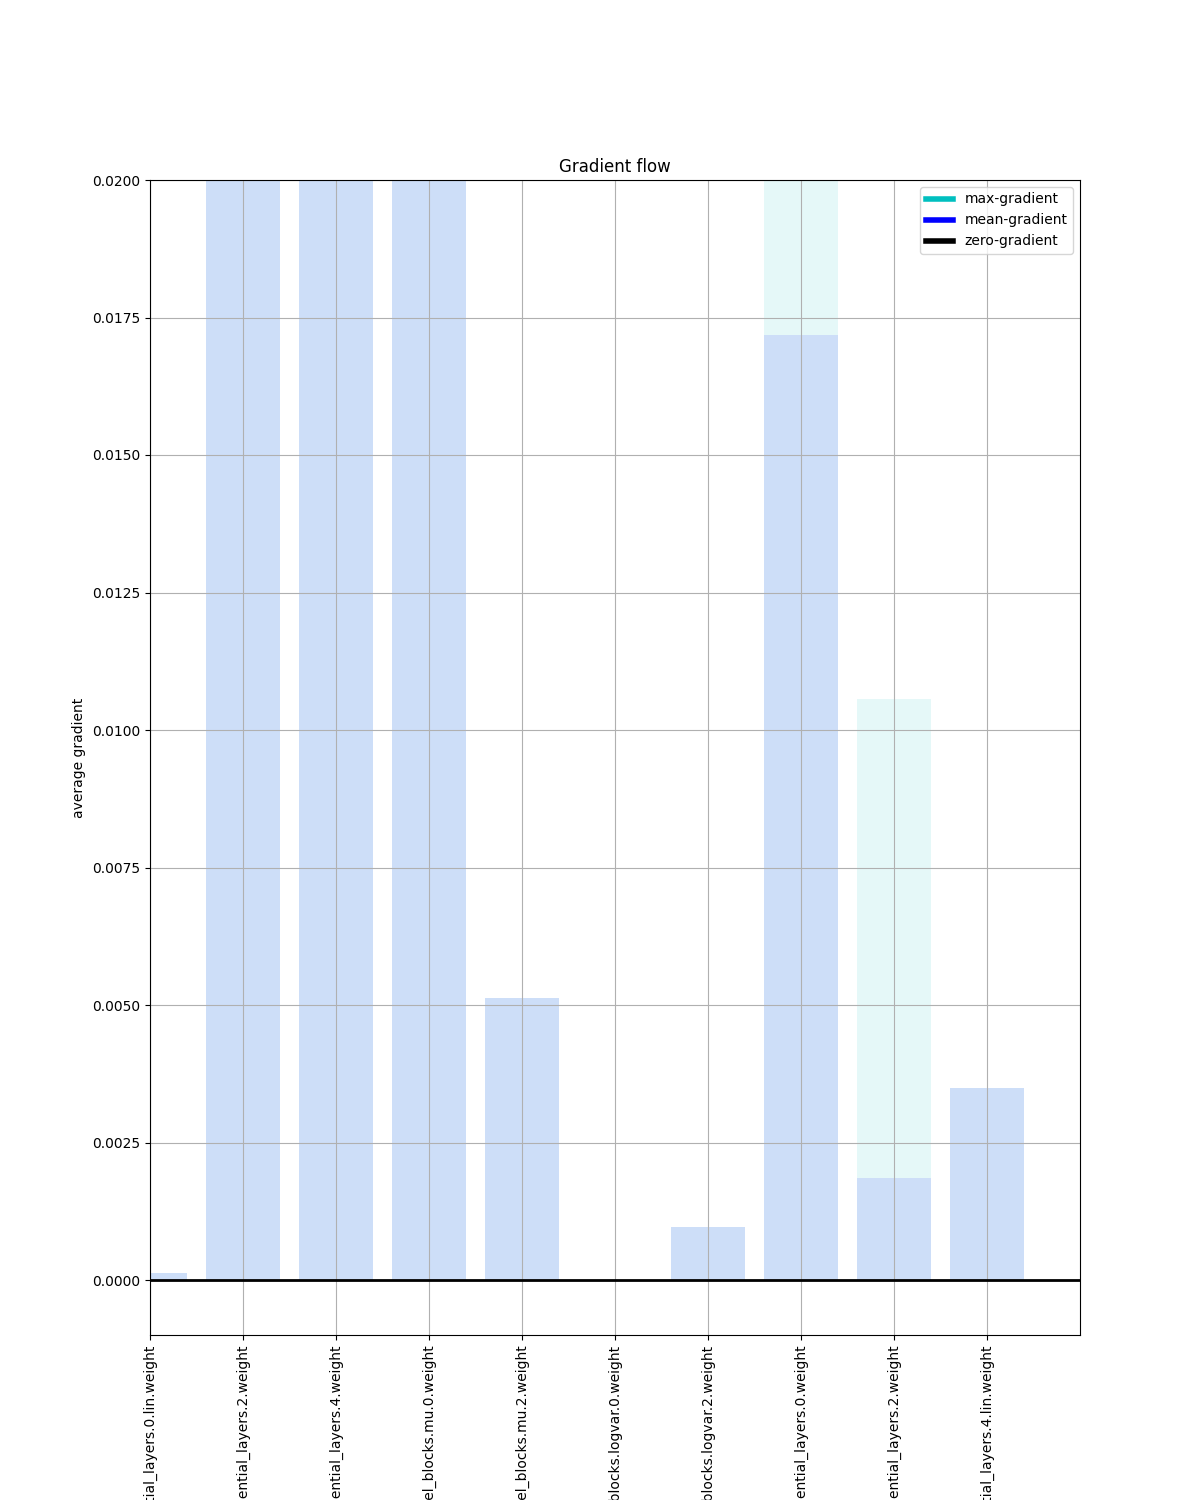 Gradient flow
max-gradient
mean-gradient
zero-gradient
0.0200
0.0175
0.0150
0.0125
0.0100
0.0075
0.0050
0.0025
0.0000
average gradient
tial_layers.0.lin.weight
ential_layers.2.weight
ential_layers.4.weight
el_blocks.mu.0.weight
el_blocks.mu.2.weight
blocks.logvar.0.weight
blocks.logvar.2.weight
ential_layers.0.weight
ential_layers.2.weight
tial_layers.4.lin.weight